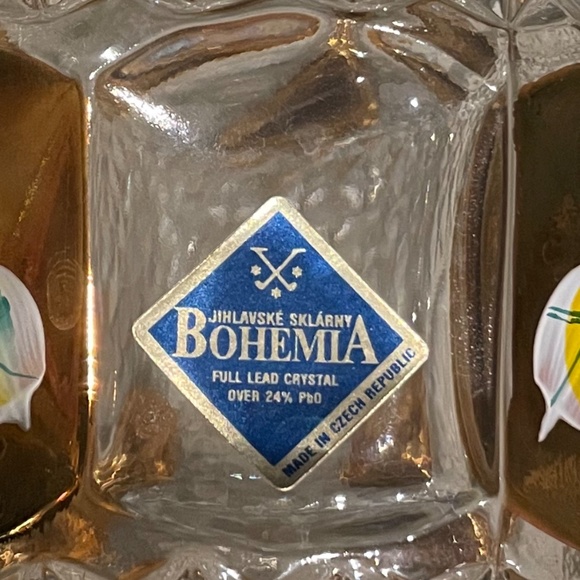 JIHLAVSKÉ SKLÁRNY
BOHEMIA
FULL LEAD CRYSTAL
OVER 24% PbO
MADE IN CZECH REPUBLIC